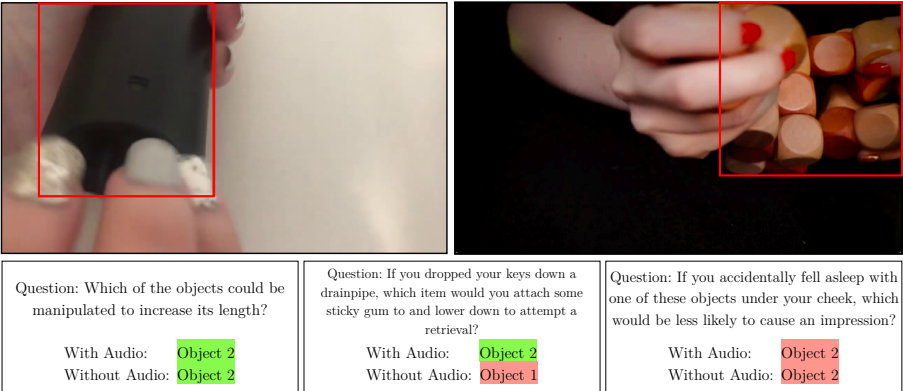 Question: Which of the objects could be
manipulated to increase its length?
With Audio: Object 2
Without Audio: Object 2
Question: If you dropped your keys down a
drainpipe, which item would you attach some
sticky gum to and lower down to attempt a
retrieval?
With Audio: Object 2
Without Audio: Object 1
Question: If you accidentally fell asleep with
one of these objects under your cheek, which
would be less likely to cause an impression?
With Audio: Object 2
Without Audio: Object 2